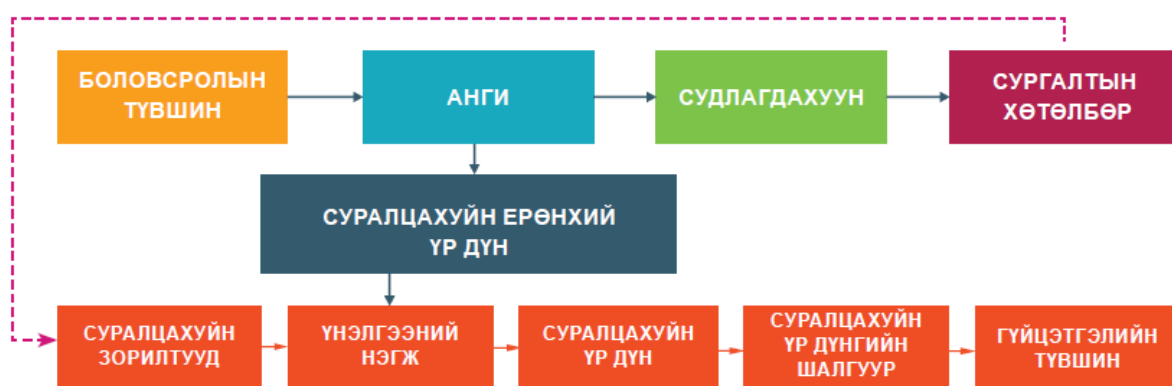 БОЛОВСРОЛЫН
ТҮВШИН
АНГИ
СУДЛАГДАХУУН
СУРГАЛТЫН
ХӨТӨЛБӨР
СУРАЛЦАХУЙН ЕРӨНХИЙ
ҮР ДҮН
СУРАЛЦАХУЙН
ЗОРИЛТУУД
ҮНЭЛГЭЭНИЙ
НЭГЖ
СУРАЛЦАХУЙН
ҮР ДҮН
СУРАЛЦАХУЙН
ҮР ДҮНГИЙН
ШАЛГУУР
ГҮЙЦЭТГЭЛИЙН
ТҮВШИН